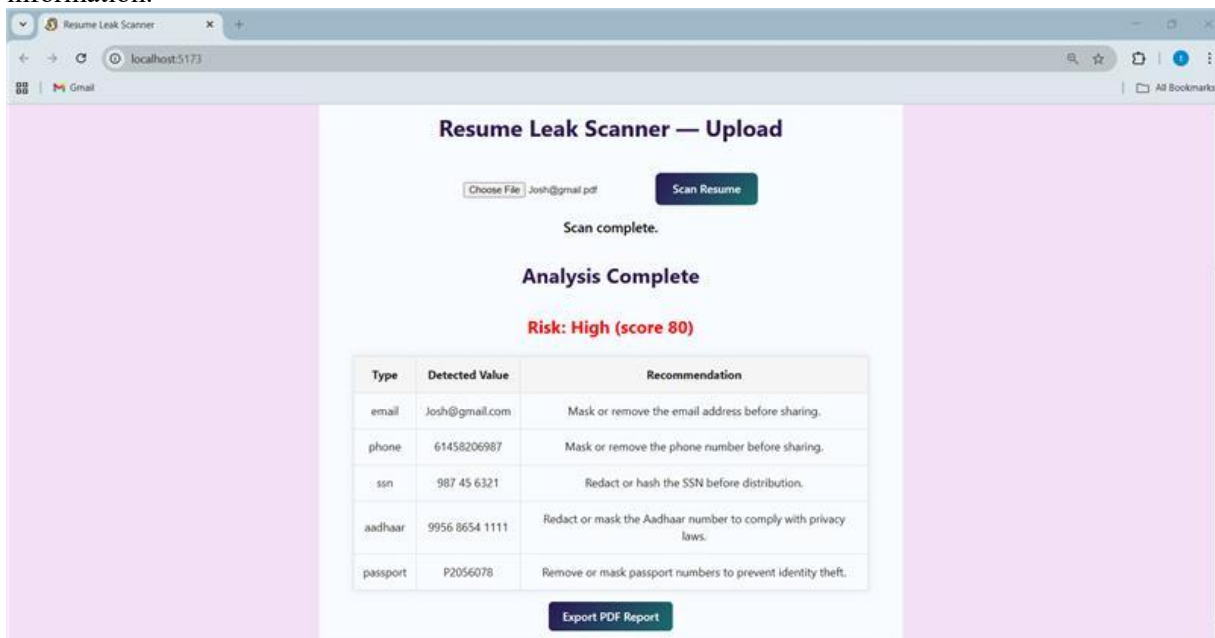 information.
Resume Leak Scanner
localhost:5173
Gmail
All Bookmarks
Resume Leak Scanner — Upload
Choose File Josh@gmail.pdf Scan Resume
Scan complete.
Analysis Complete
Risk: High (score 80)
Type Detected Value Recommendation
email Josh@gmail.com Mask or remove the email address before sharing.
phone 61458206987 Mask or remove the phone number before sharing.
ssn 987 45 6321 Redact or hash the SSN before distribution.
aadhaar 9956 8654 1111 Redact or mask the Aadhaar number to comply with privacy
laws.
passport P2056078 Remove or mask passport numbers to prevent identity theft.
Export PDF Report